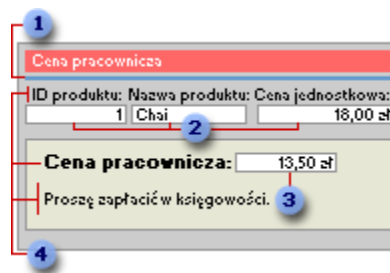 1
Cena pracownicza
ID produktu: Nazwa produktu: Cena jednostkowa:
1 Chai 18,00 zł
2
Cena pracownicza: 13,50 zł
Proszę zapłacić w księgowości.
3
4